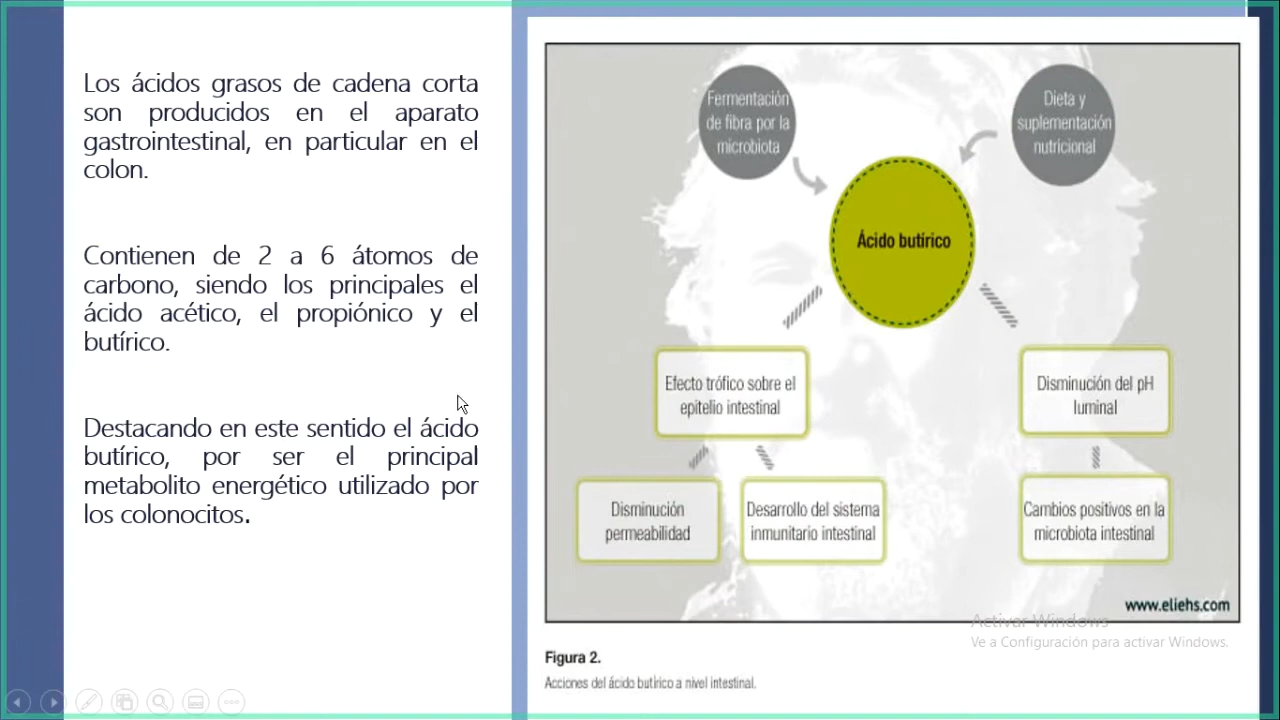 Los ácidos grasos de cadena corta
son producidos en el aparato
gastrointestinal, en particular en el
colon.
Contienen de 2 a 6 átomos de
carbono, siendo los principales el
ácido acético, el propiónico y el
butírico.
Destacando en este sentido el ácido
butírico, por ser el principal
metabolito energético utilizado por
los colonocitos.
Fermentación
de fibra por la
microbiota
Dieta y
suplementación
nutricional
Ácido butírico
Efecto trófico sobre el
epitelio intestinal
Disminución del pH
luminal
Disminución
permeabilidad
Desarrollo del sistema
inmunitario intestinal
Cambios positivos en la
microbiota intestinal
www.eliehs.com
Activar Windows
Ve a Configuración para activar Windows.
Figura 2.
Acciones del ácido butírico a nivel intestinal.